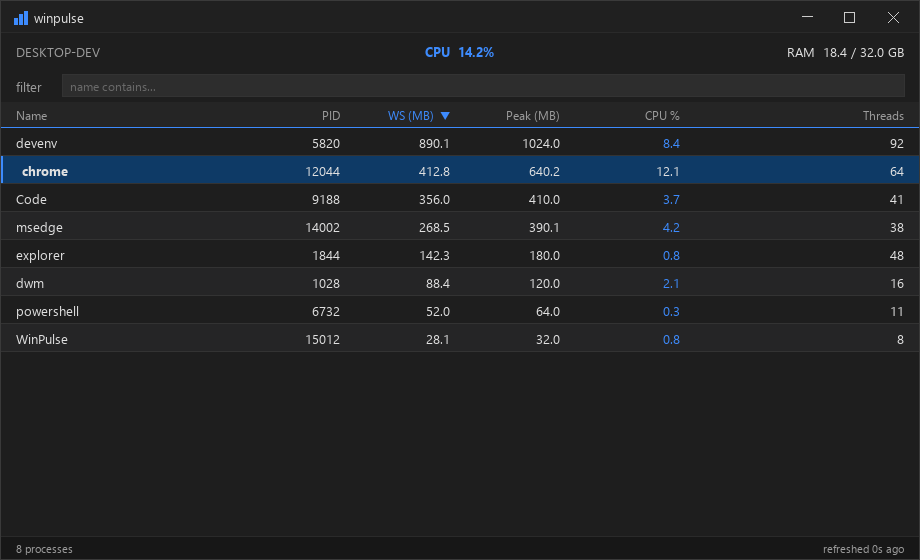 winpulse
DESKTOP-DEV CPU 14.2% RAM 18.4 / 32.0 GB
filter name contains...
Name PID WS (MB) ▼ Peak (MB) CPU % Threads
devenv 5820 890.1 1024.0 8.4 92
chrome 12044 412.8 640.2 12.1 64
Code 9188 356.0 410.0 3.7 41
msedge 14002 268.5 390.1 4.2 38
explorer 1844 142.3 180.0 0.8 48
dwm 1028 88.4 120.0 2.1 16
powershell 6732 52.0 64.0 0.3 11
WinPulse 15012 28.1 32.0 0.8 8
8 processes refreshed 0s ago